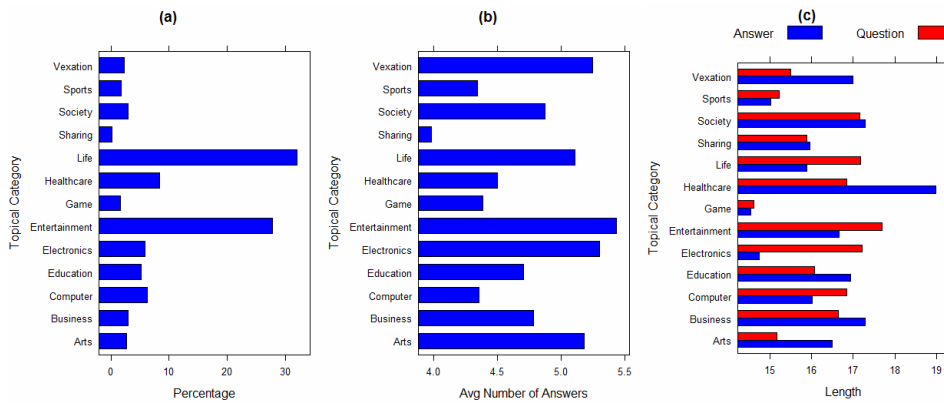 (a)
Topical Category
Vexation
Sports
Society
Sharing
Life
Healthcare
Game
Entertainment
Electronics
Education
Computer
Business
Arts
0 10 20 30
Percentage
(b)
Topical Category
Vexation
Sports
Society
Sharing
Life
Healthcare
Game
Entertainment
Electronics
Education
Computer
Business
Arts
4.0 4.5 5.0 5.5
Avg Number of Answers
(c)
Answer Question
Topical Category
Vexation
Sports
Society
Sharing
Life
Healthcare
Game
Entertainment
Electronics
Education
Computer
Business
Arts
15 16 17 18 19
Length